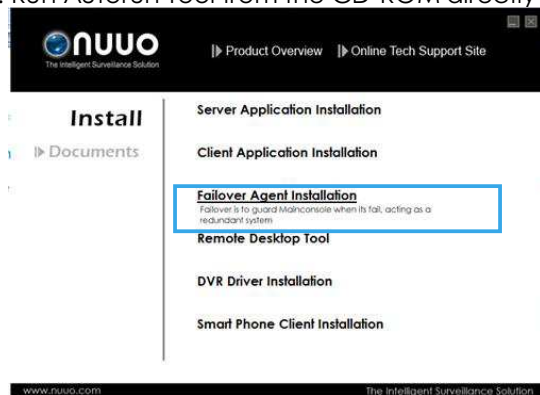 . Run Autorun Tool from the CD-ROM directly
nuuo
The Intelligent Surveillance Solution
Product Overview
Online Tech Support Site
Install
Documents
Server Application Installation
Client Application Installation
Failover Agent Installation
Failover is to guard Mainconsole when its fail, acting as a
redundant system
Remote Desktop Tool
DVR Driver Installation
Smart Phone Client Installation
www.nuuo.com
The Intelligent Surveillance Solution